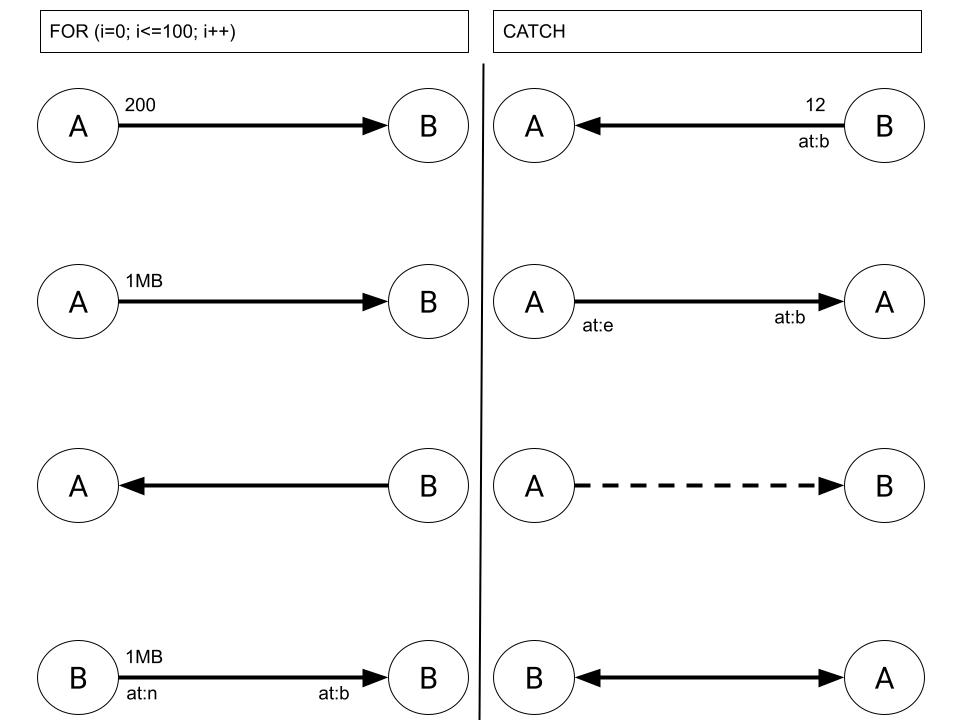 FOR (i=0; i<=100; i++)
200
A
B
1MB
A
B
A
B
1MB
B
B
at:n
at:b
CATCH
12
A
B
at:b
A
A
at:e
at:b
A
B
B
A